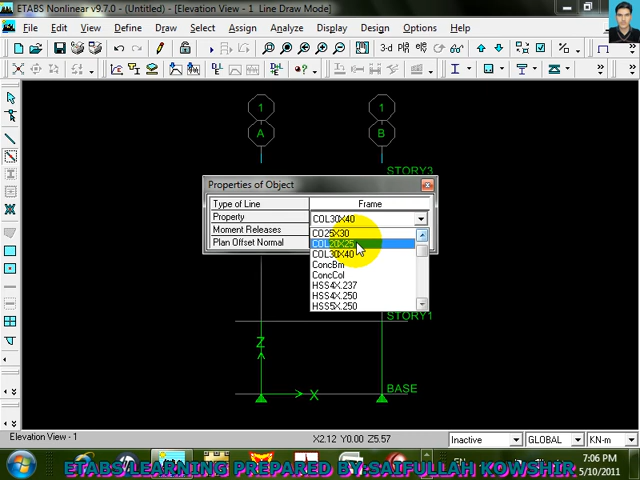 ETABS Nonlinear v9.7.0 - (Untitled) - [Elevation View - 1 Line Draw Mode]
File Edit View Define Draw Select Assign Analyze Display Design Options Help
3-d
1 1
A B
STORY3
Properties of Object
Type of Line Frame
Property COL30X40
Moment Releases
Plan Offset Normal
CO25X30
COL20X25
COL30X40
ConcBm
ConcCol
HSS4X.237
HSS4X.250
HSS5X.250
STORY1
Z
X
BASE
Elevation View - 1 X2.12 Y0.00 Z5.57 Inactive GLOBAL KN-m
7:06 PM
5/10/2011
ETABS LEARNING PREPARED BY:SAIFULLAH KOWSHIR